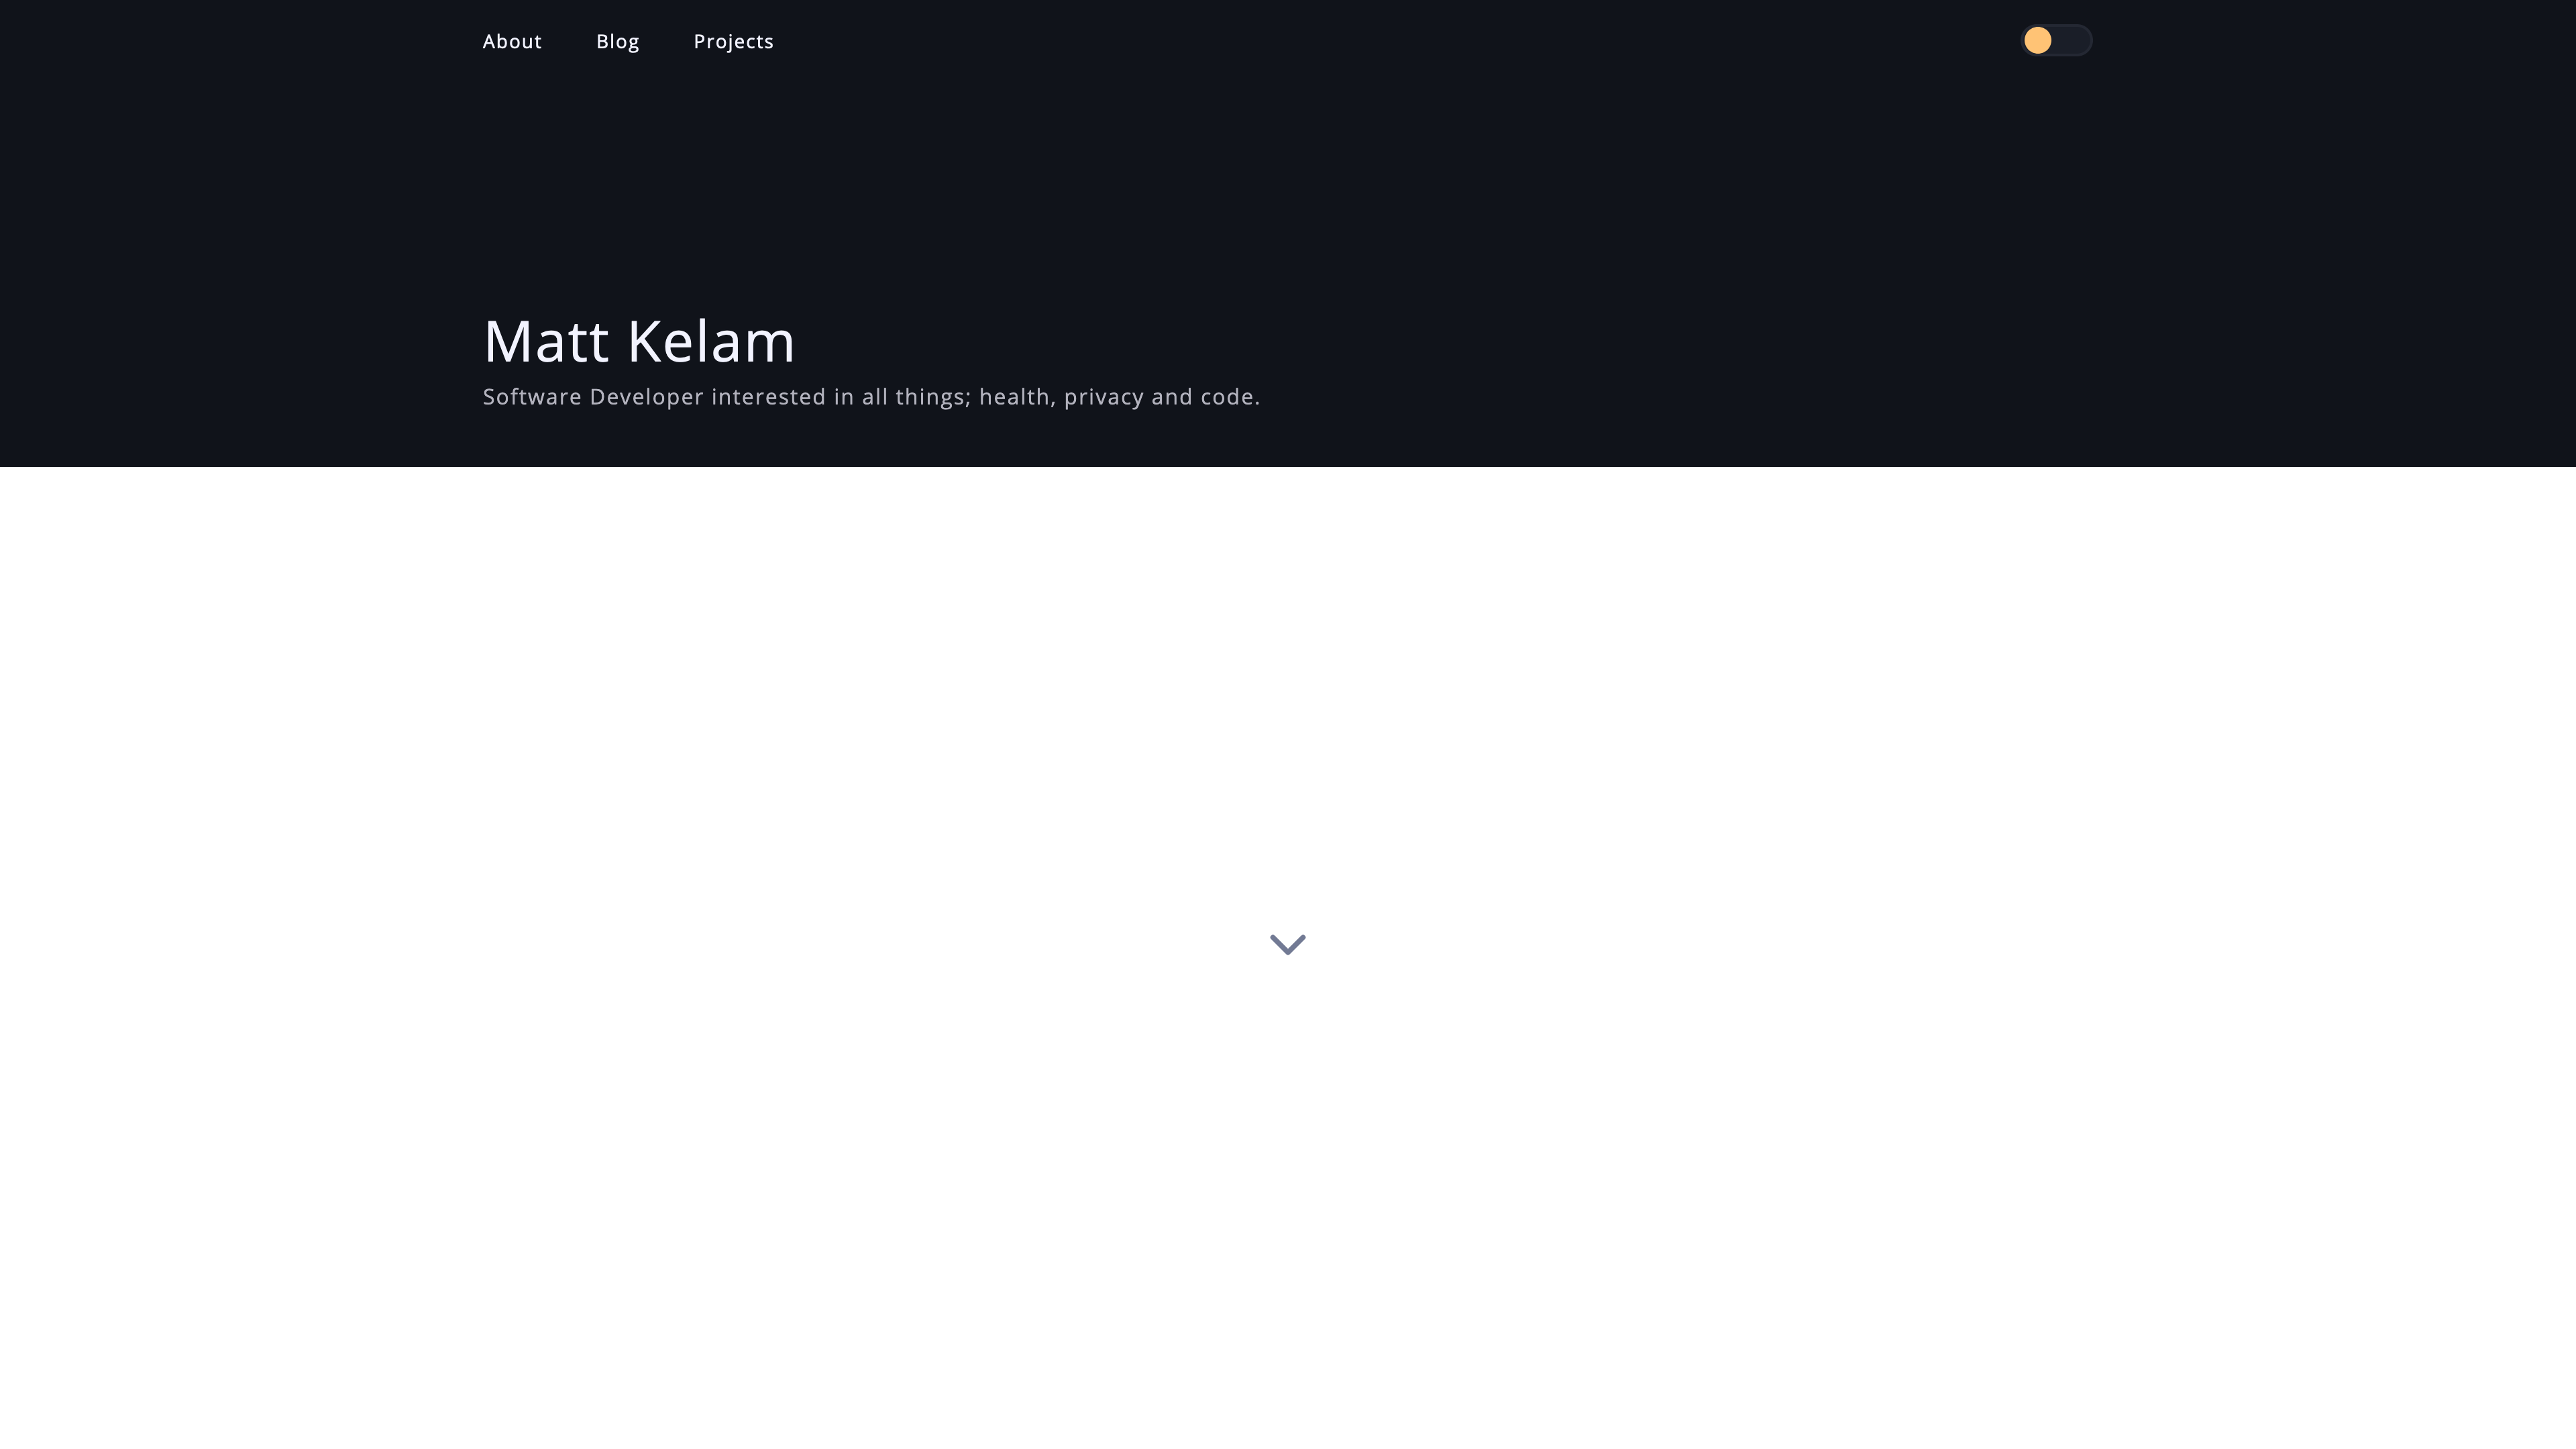 About Blog Projects
Matt Kelam
Software Developer interested in all things; health, privacy and code.